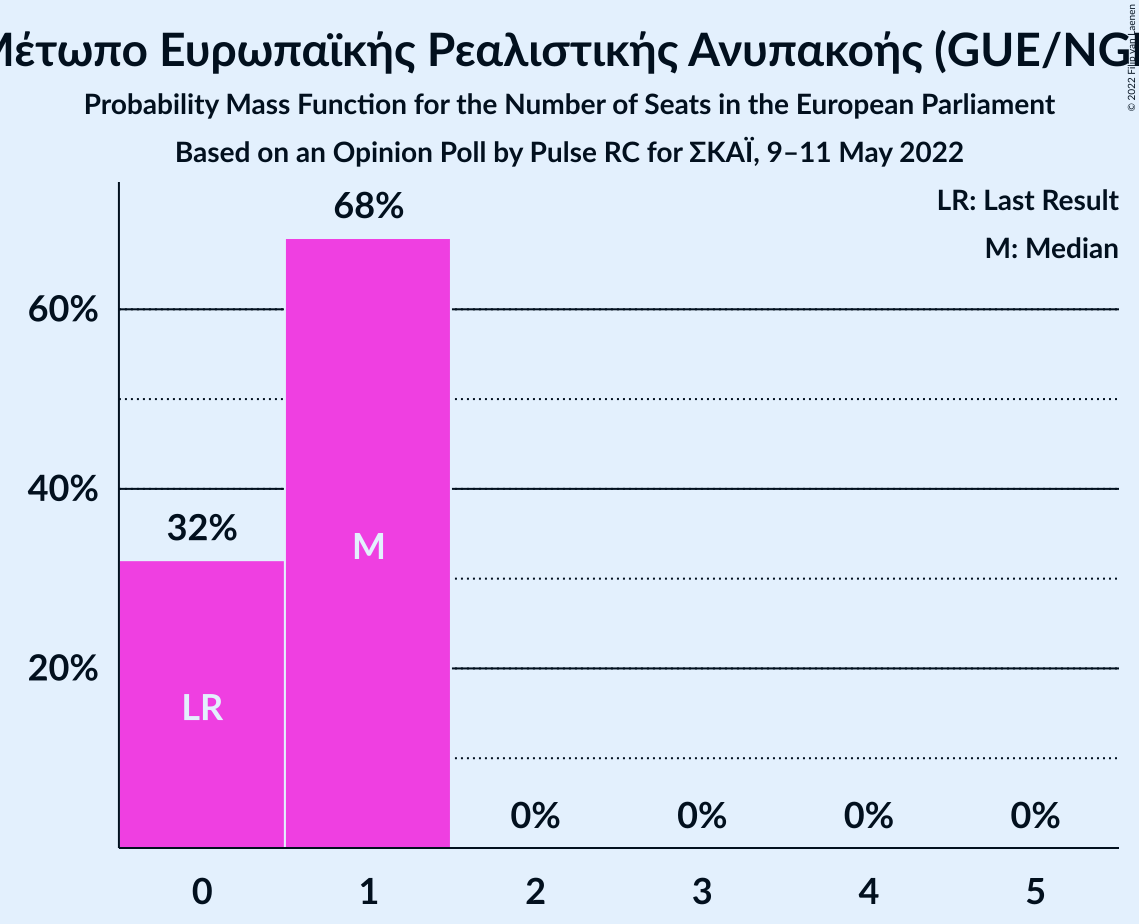 Μέτωπο Ευρωπαϊκής Ρεαλιστικής Ανυπακοής (GUE/NGL
Probability Mass Function for the Number of Seats in the European Parliament
Based on an Opinion Poll by Pulse RC for ΣΚΑΪ, 9–11 May 2022
© 2022 Filip van Laenen
LR: Last Result
M: Median
68%
60%
40%
32%
M
20%
LR
0% 0% 0% 0%
0 1 2 3 4 5